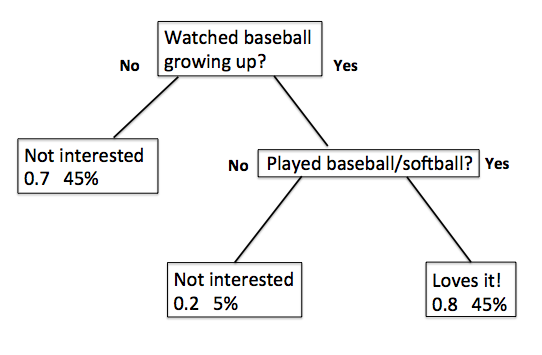 Watched baseball
growing up?
No
Yes
Not interested
0.7 45%
No
Played baseball/softball?
Yes
Not interested
0.2 5%
Loves it!
0.8 45%